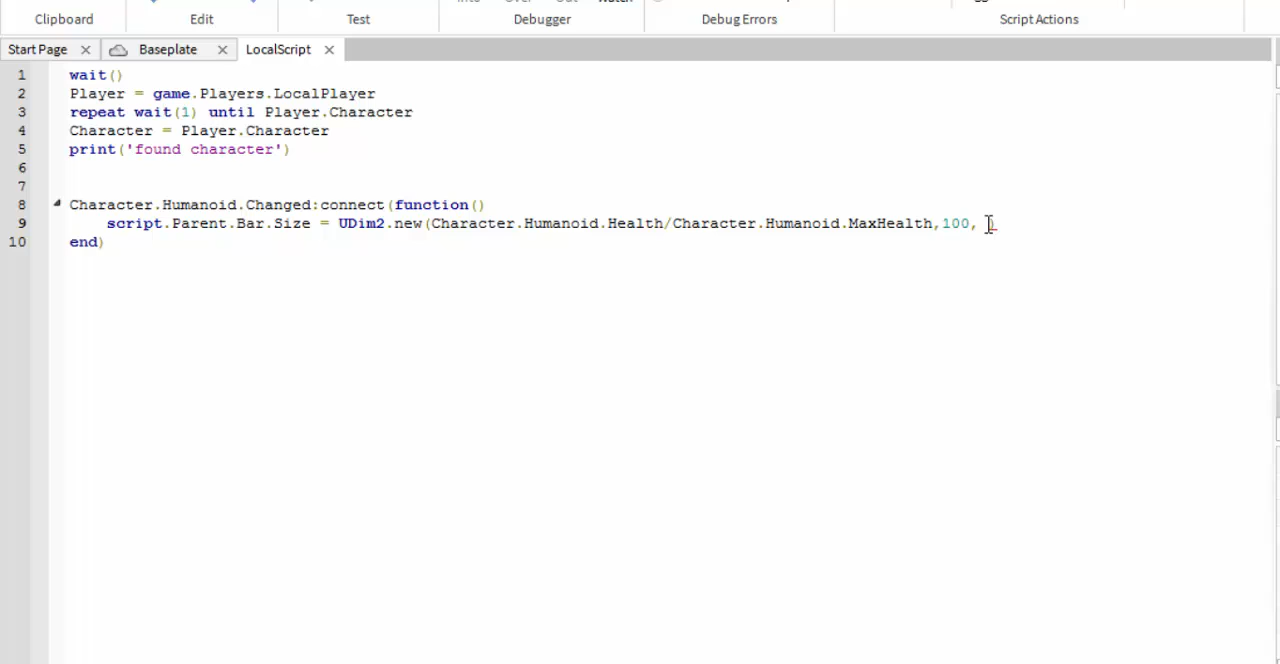 Clipboard Edit Test Debugger Debug Errors Script Actions
Start Page Baseplate LocalScript
1 wait()
2 Player = game.Players.LocalPlayer
3 repeat wait(1) until Player.Character
4 Character = Player.Character
5 print('found character')
6
7
8 Character.Humanoid.Changed:connect(function()
9 script.Parent.Bar.Size = UDim2.new(Character.Humanoid.Health/Character.Humanoid.MaxHealth,100, )
10 end)